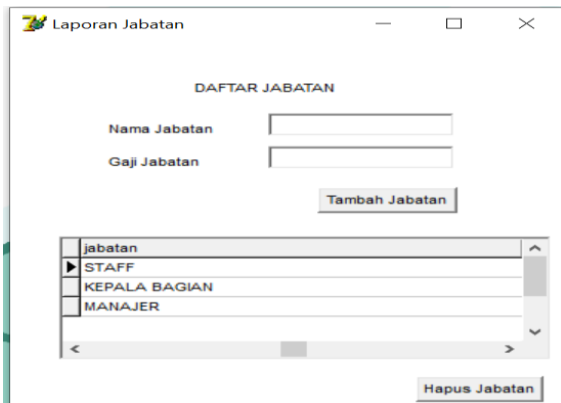 Laporan Jabatan
DAFTAR JABATAN
Nama Jabatan
Gaji Jabatan
Tambah Jabatan
jabatan
STAFF
KEPALA BAGIAN
MANAJER
Hapus Jabatan